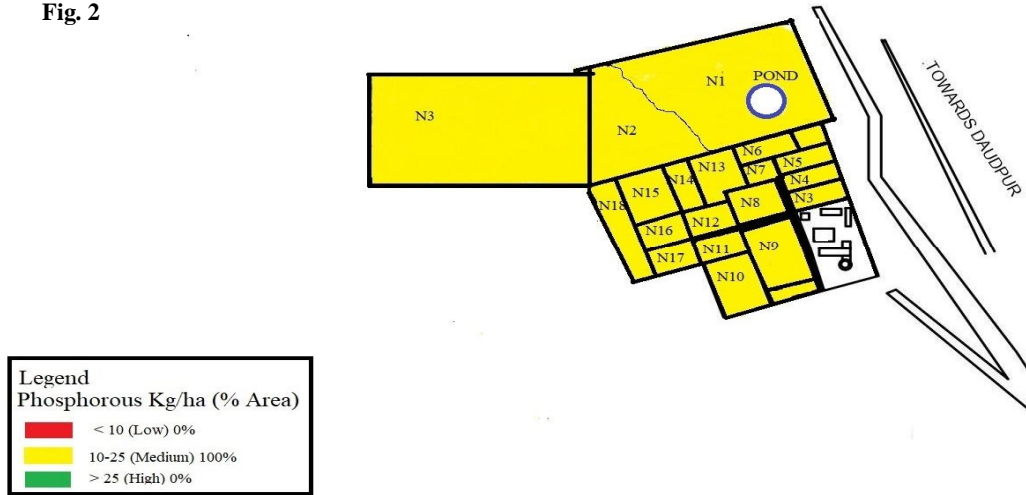 Fig. 2
N1
POND
N2
N3
TOWARDS DAUDPUR
N6
N13
N5
N7
N14
N4
N15
N3
N18
N8
N12
N16
N11
N9
N17
N10
Legend
Phosphorous Kg/ha (% Area)
< 10 (Low) 0%
10-25 (Medium) 100%
> 25 (High) 0%